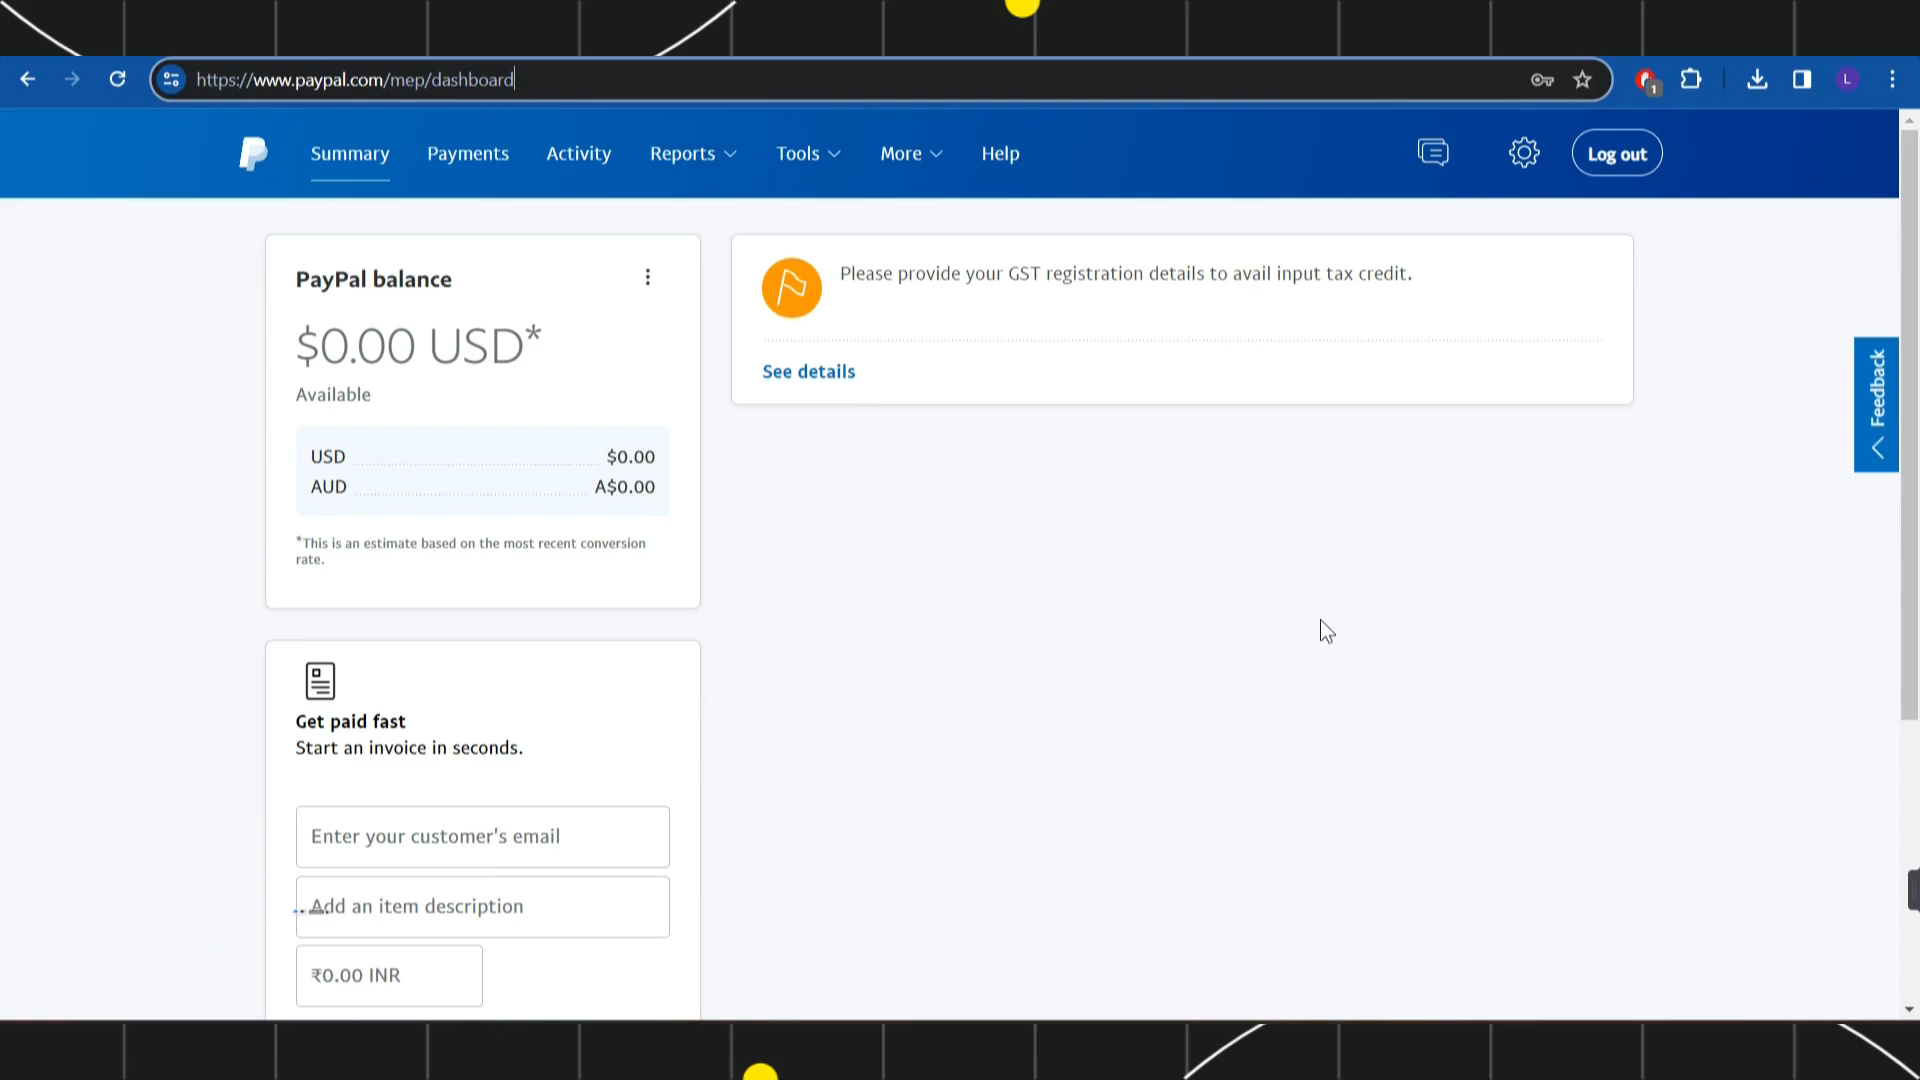 https://www.paypal.com/mep/dashboard
1
L
Summary
Payments
Activity
Reports
Tools
More
Help
Log out
PayPal balance
$0.00 USD*
Available
USD $0.00
AUD A$0.00
*This is an estimate based on the most recent conversion
rate.
Please provide your GST registration details to avail input tax credit.
See details
Feedback
Get paid fast
Start an invoice in seconds.
Enter your customer's email
Add an item description
₹0.00 INR